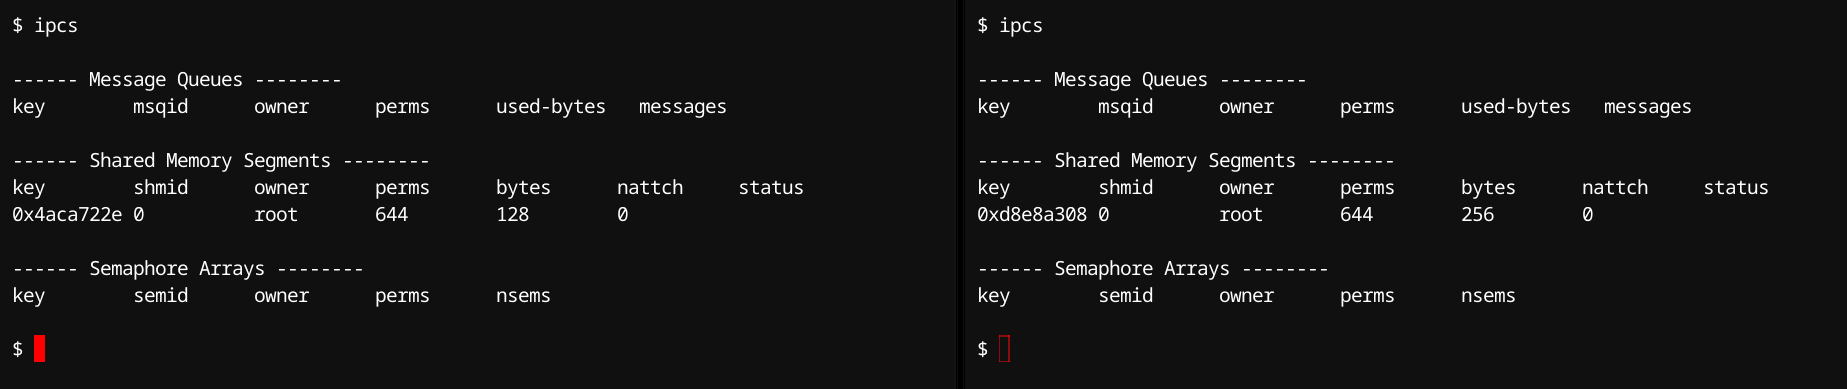 $ ipcs

------ Message Queues --------
key        msqid      owner      perms      used-bytes   messages

------ Shared Memory Segments --------
key        shmid      owner      perms      bytes      nattch     status
0x4aca722e 0          root       644        128        0

------ Semaphore Arrays --------
key        semid      owner      perms      nsems

$
$ ipcs

------ Message Queues --------
key        msqid      owner      perms      used-bytes   messages

------ Shared Memory Segments --------
key        shmid      owner      perms      bytes      nattch     status
0xd8e8a308 0          root       644        256        0

------ Semaphore Arrays --------
key        semid      owner      perms      nsems

$